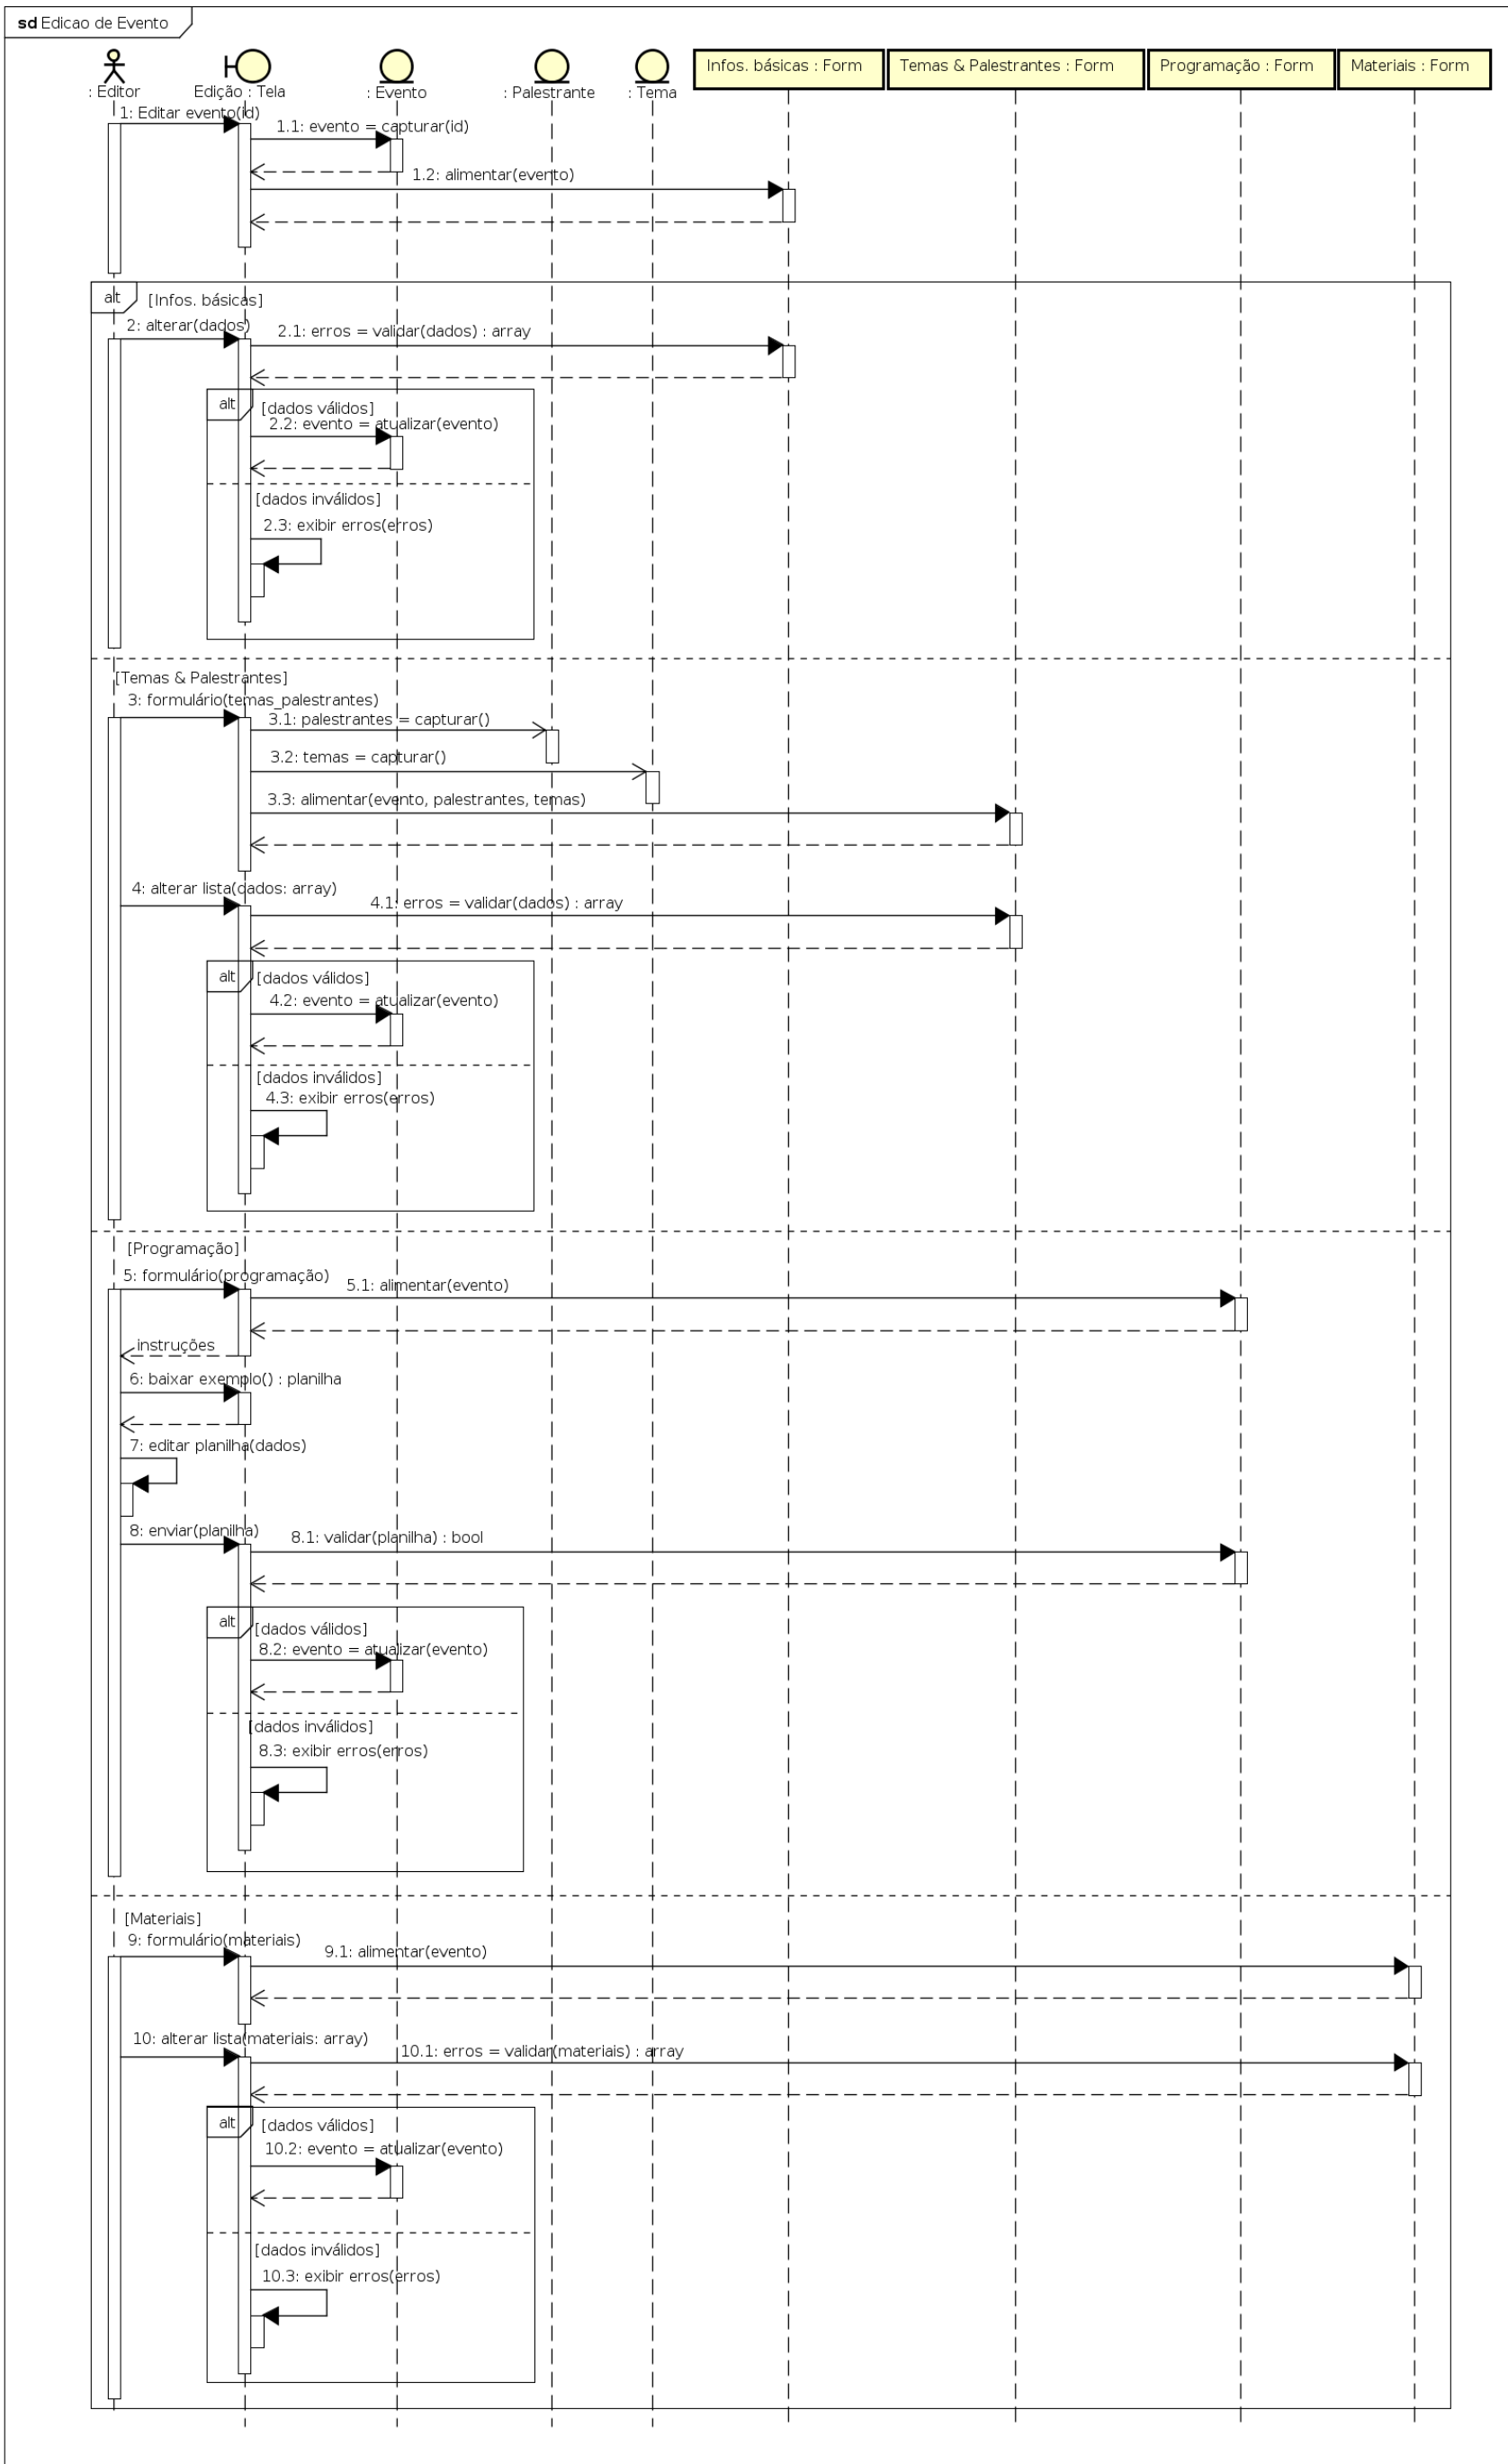 sd Edicao de Evento
: Editor
Edição : Tela
: Evento
: Palestrante
: Tema
Infos. básicas : Form
Temas & Palestrantes : Form
Programação : Form
Materiais : Form
1: Editar evento(id)
1.1: evento = capturar(id)
1.2: alimentar(evento)
alt
[Infos. básicas]
2: alterar(dados)
2.1: erros = validar(dados) : array
alt
[dados válidos]
2.2: evento = atualizar(evento)
[dados inválidos]
2.3: exibir erros(erros)
[Temas & Palestrantes]
3: formulário(temas_palestrantes)
3.1: palestrantes = capturar()
3.2: temas = capturar()
3.3: alimentar(evento, palestrantes, temas)
4: alterar lista(dados: array)
4.1: erros = validar(dados) : array
alt
[dados válidos]
4.2: evento = atualizar(evento)
[dados inválidos]
4.3: exibir erros(erros)
[Programação]
5: formulário(programação)
5.1: alimentar(evento)
instruções
6: baixar exemplo() : planilha
7: editar planilha(dados)
8: enviar(planilha)
8.1: validar(planilha) : bool
alt
[dados válidos]
8.2: evento = atualizar(evento)
[dados inválidos]
8.3: exibir erros(erros)
[Materiais]
9: formulário(materiais)
9.1: alimentar(evento)
10: alterar lista(materiais: array)
10.1: erros = validar(materiais) : array
alt
[dados válidos]
10.2: evento = atualizar(evento)
[dados inválidos]
10.3: exibir erros(erros)